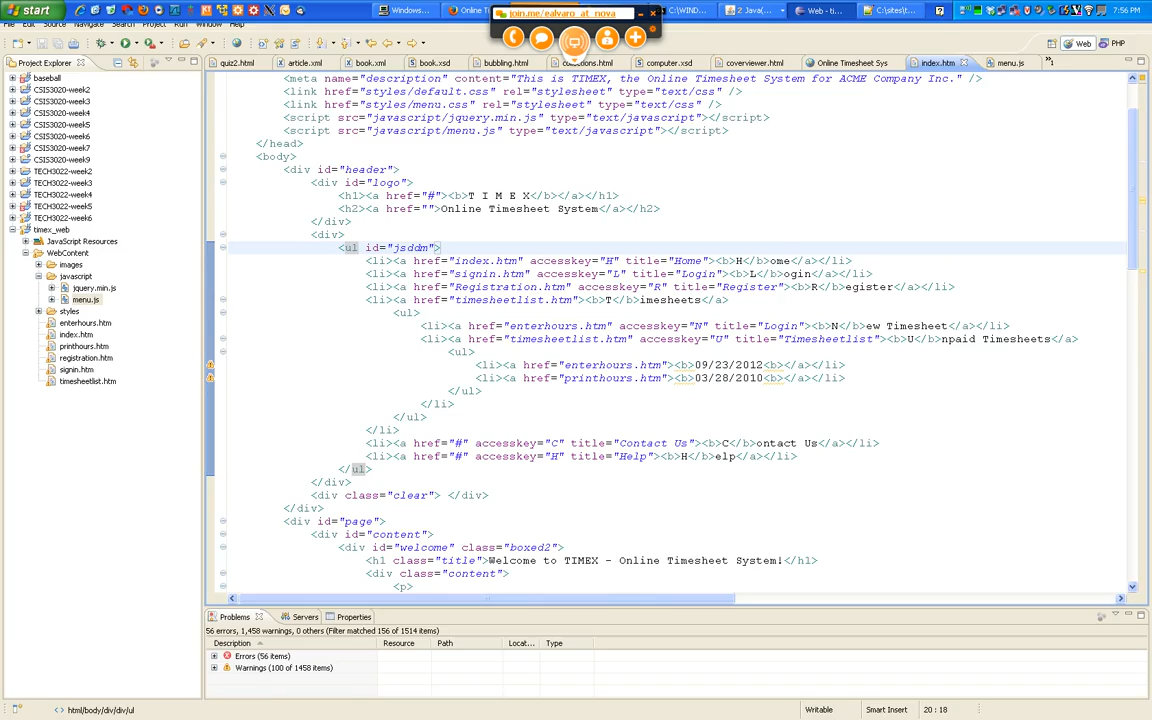 start
Windows...
Online Ti
join.me/ealvaro_at_nova
C:\WIND...
2 Java (...
Web - ti...
C:\sites\t...
7:56 PM
File Edit Source Navigate Search Project Run Window Help
Web
PHP
Project Explorer
quiz2.html
article.xml
book.xml
book.xsd
bubbling.html
computer.xsd
coverviewer.html
Online Timesheet Sys
index.htm
menu.js
baseball
CSIS3020-week2
CSIS3020-week3
CSIS3020-week4
CSIS3020-week5
CSIS3020-week6
CSIS3020-week7
CSIS3020-week9
TECH3022-week2
TECH3022-week3
TECH3022-week4
TECH3022-week5
TECH3022-week6
timex_web
JavaScript Resources
WebContent
images
javascript
jquery.min.js
menu.js
styles
enterhours.htm
index.htm
printhours.htm
registration.htm
signin.htm
timesheetlist.htm
<meta name="description" content="This is TIMEX, the Online Timesheet System for ACME Company Inc." />
<link href="styles/default.css" rel="stylesheet" type="text/css" />
<link href="styles/menu.css" rel="stylesheet" type="text/css" />
<script src="javascript/jquery.min.js" type="text/javascript"></script>
<script src="javascript/menu.js" type="text/javascript"></script>
</head>
<body>
<div id="header">
<div id="logo">
<h1><a href="#"><b>T I M E X</b></a></h1>
<h2><a href="">Online Timesheet System</a></h2>
</div>
<div>
<ul id="jsddm">
<li><a href="index.htm" accesskey="H" title="Home"><b>H</b>ome</a></li>
<li><a href="signin.htm" accesskey="L" title="Login"><b>L</b>ogin</a></li>
<li><a href="Registration.htm" accesskey="R" title="Register"><b>R</b>egister</a></li>
<li><a href="timesheetlist.htm"><b>T</b>imesheets</a>
<ul>
<li><a href="enterhours.htm" accesskey="N" title="Login"><b>N</b>ew Timesheet</a></li>
<li><a href="timesheetlist.htm" accesskey="U" title="Timesheetlist"><b>U</b>npaid Timesheets</a>
<ul>
<li><a href="enterhours.htm"><b>09/23/2012<b></a></li>
<li><a href="printhours.htm"><b>03/28/2010<b></a></li>
</ul>
</li>
</ul>
</li>
<li><a href="#" accesskey="C" title="Contact Us"><b>C</b>ontact Us</a></li>
<li><a href="#" accesskey="H" title="Help"><b>H</b>elp</a></li>
</ul>
</div>
<div class="clear"> </div>
</div>
<div id="page">
<div id="content">
<div id="welcome" class="boxed2">
<h1 class="title">Welcome to TIMEX - Online Timesheet System!</h1>
<div class="content">
<p>
Problems
Servers
Properties
56 errors, 1,458 warnings, 0 others (Filter matched 156 of 1514 items)
Description
Resource
Path
Locat...
Type
Errors (56 items)
Warnings (100 of 1458 items)
html/body/div/div/ul
Writable
Smart Insert
20 : 18